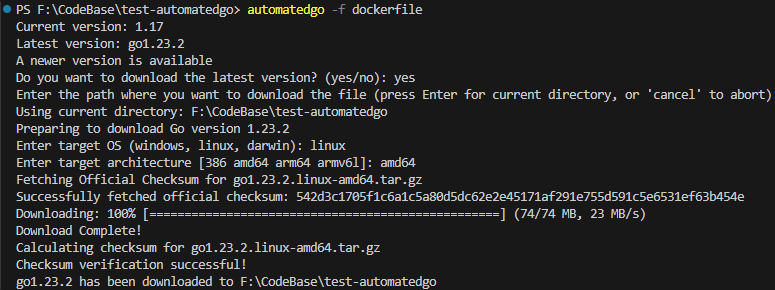 PS F:\CodeBase\test-automatedgo> automatedgo -f dockerfile
Current version: 1.17
Latest version: go1.23.2
A newer version is available
Do you want to download the latest version? (yes/no): yes
Enter the path where you want to download the file (press Enter for current directory, or 'cancel' to abort)
Using current directory: F:\CodeBase\test-automatedgo
Preparing to download Go version 1.23.2
Enter target OS (windows, linux, darwin): linux
Enter target architecture [386 amd64 arm64 armv6l]: amd64
Fetching Official Checksum for go1.23.2.linux-amd64.tar.gz
Successfully fetched official checksum: 542d3c1705f1c6a1c5a80d5dc62e2e45171af291e755d591c5e6531ef63b454e
Downloading: 100% [==================================================] (74/74 MB, 23 MB/s)
Download Complete!
Calculating checksum for go1.23.2.linux-amd64.tar.gz
Checksum verification successful!
go1.23.2 has been downloaded to F:\CodeBase\test-automatedgo